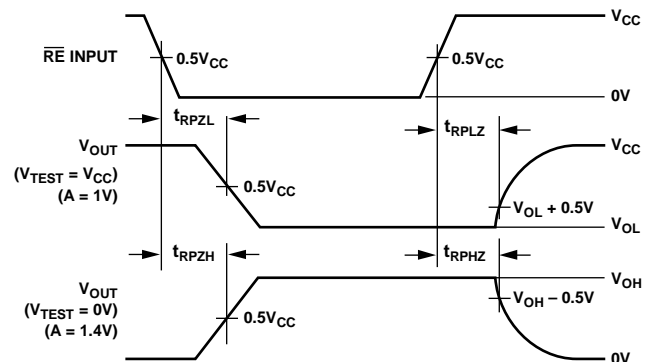 V_CC
RE INPUT
0.5V_CC
0.5V_CC
0V
t_RPZL
t_RPLZ
V_OUT
(V_TEST = V_CC)
(A = 1V)
V_CC
0.5V_CC
V_OL + 0.5V
V_OL
t_RPZH
t_RPHZ
V_OUT
(V_TEST = 0V)
(A = 1.4V)
V_OH
V_OH – 0.5V
0.5V_CC
0V